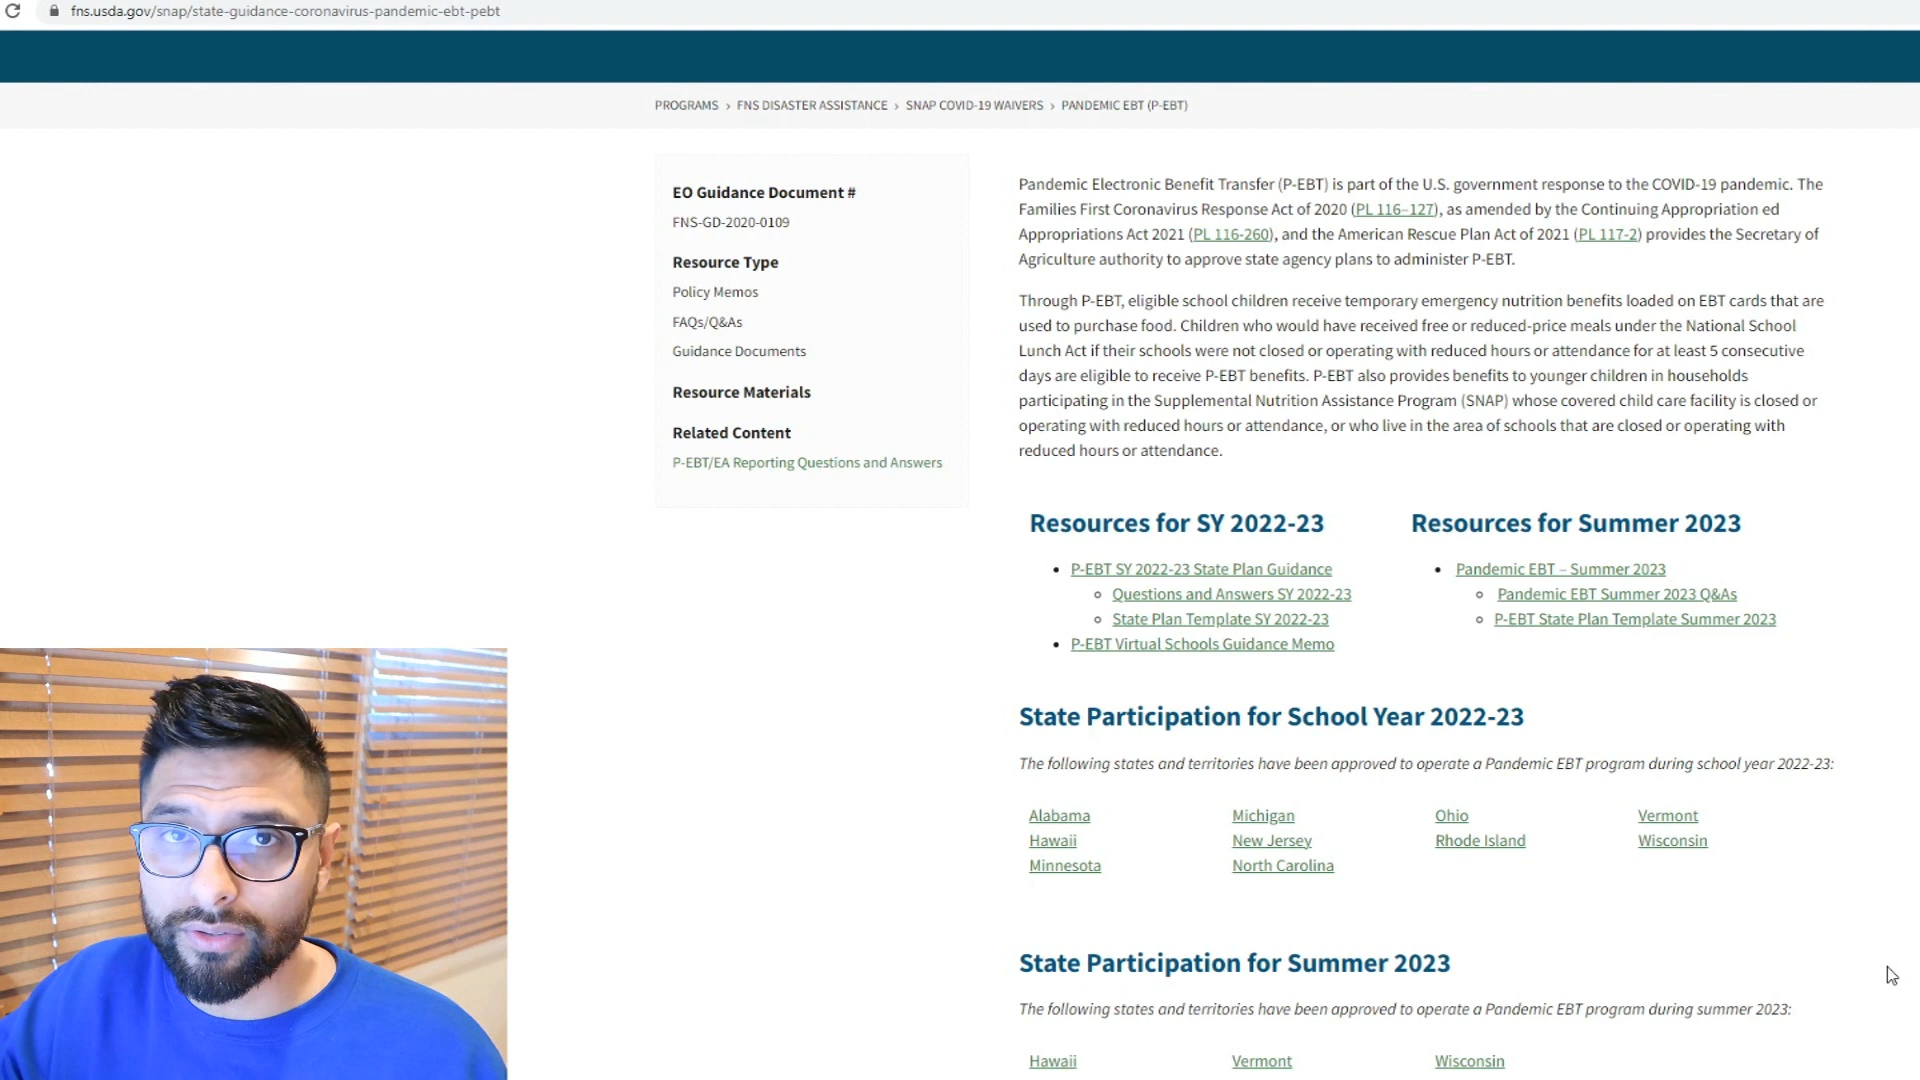 fns.usda.gov/snap/state-guidance-coronavirus-pandemic-ebt-pebt
PROGRAMS › FNS DISASTER ASSISTANCE › SNAP COVID-19 WAIVERS › PANDEMIC EBT (P-EBT)
EO Guidance Document #
FNS-GD-2020-0109
Resource Type
Policy Memos
FAQs/Q&As
Guidance Documents
Resource Materials
Related Content
P-EBT/EA Reporting Questions and Answers
Pandemic Electronic Benefit Transfer (P-EBT) is part of the U.S. government response to the COVID-19 pandemic. The
Families First Coronavirus Response Act of 2020 (PL 116–127), as amended by the Continuing Appropriation ed
Appropriations Act 2021 (PL 116-260), and the American Rescue Plan Act of 2021 (PL 117-2) provides the Secretary of
Agriculture authority to approve state agency plans to administer P-EBT.
Through P-EBT, eligible school children receive temporary emergency nutrition benefits loaded on EBT cards that are
used to purchase food. Children who would have received free or reduced-price meals under the National School
Lunch Act if their schools were not closed or operating with reduced hours or attendance for at least 5 consecutive
days are eligible to receive P-EBT benefits. P-EBT also provides benefits to younger children in households
participating in the Supplemental Nutrition Assistance Program (SNAP) whose covered child care facility is closed or
operating with reduced hours or attendance, or who live in the area of schools that are closed or operating with
reduced hours or attendance.
Resources for SY 2022-23
• P-EBT SY 2022-23 State Plan Guidance
◦ Questions and Answers SY 2022-23
◦ State Plan Template SY 2022-23
• P-EBT Virtual Schools Guidance Memo
Resources for Summer 2023
• Pandemic EBT – Summer 2023
◦ Pandemic EBT Summer 2023 Q&As
◦ P-EBT State Plan Template Summer 2023
State Participation for School Year 2022-23
The following states and territories have been approved to operate a Pandemic EBT program during school year 2022-23:
Alabama Michigan Ohio Vermont
Hawaii New Jersey Rhode Island Wisconsin
Minnesota North Carolina
State Participation for Summer 2023
The following states and territories have been approved to operate a Pandemic EBT program during summer 2023:
Hawaii Vermont Wisconsin